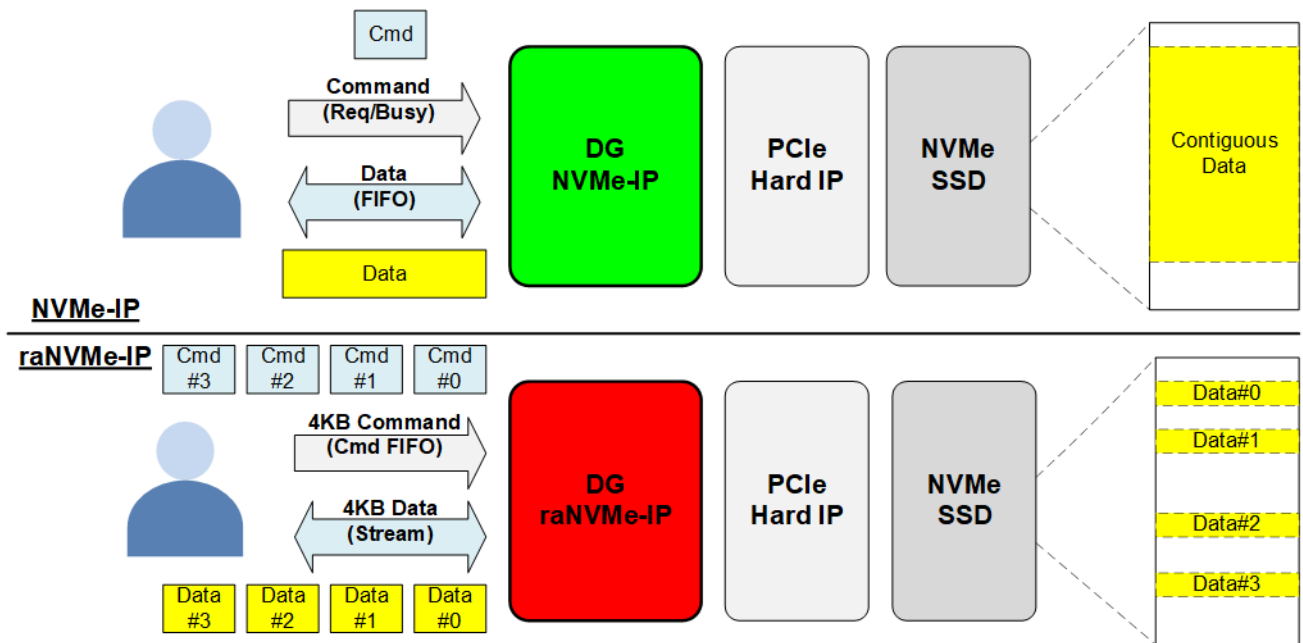 Cmd
Command
(Req/Busy)
Data
(FIFO)
Data
DG
NVMe-IP
PCIe
Hard IP
NVMe
SSD
Contiguous
Data
NVMe-IP
raNVMe-IP
Cmd
#3
Cmd
#2
Cmd
#1
Cmd
#0
4KB Command
(Cmd FIFO)
4KB Data
(Stream)
Data
#3
Data
#2
Data
#1
Data
#0
DG
raNVMe-IP
PCIe
Hard IP
NVMe
SSD
Data#0
Data#1
Data#2
Data#3